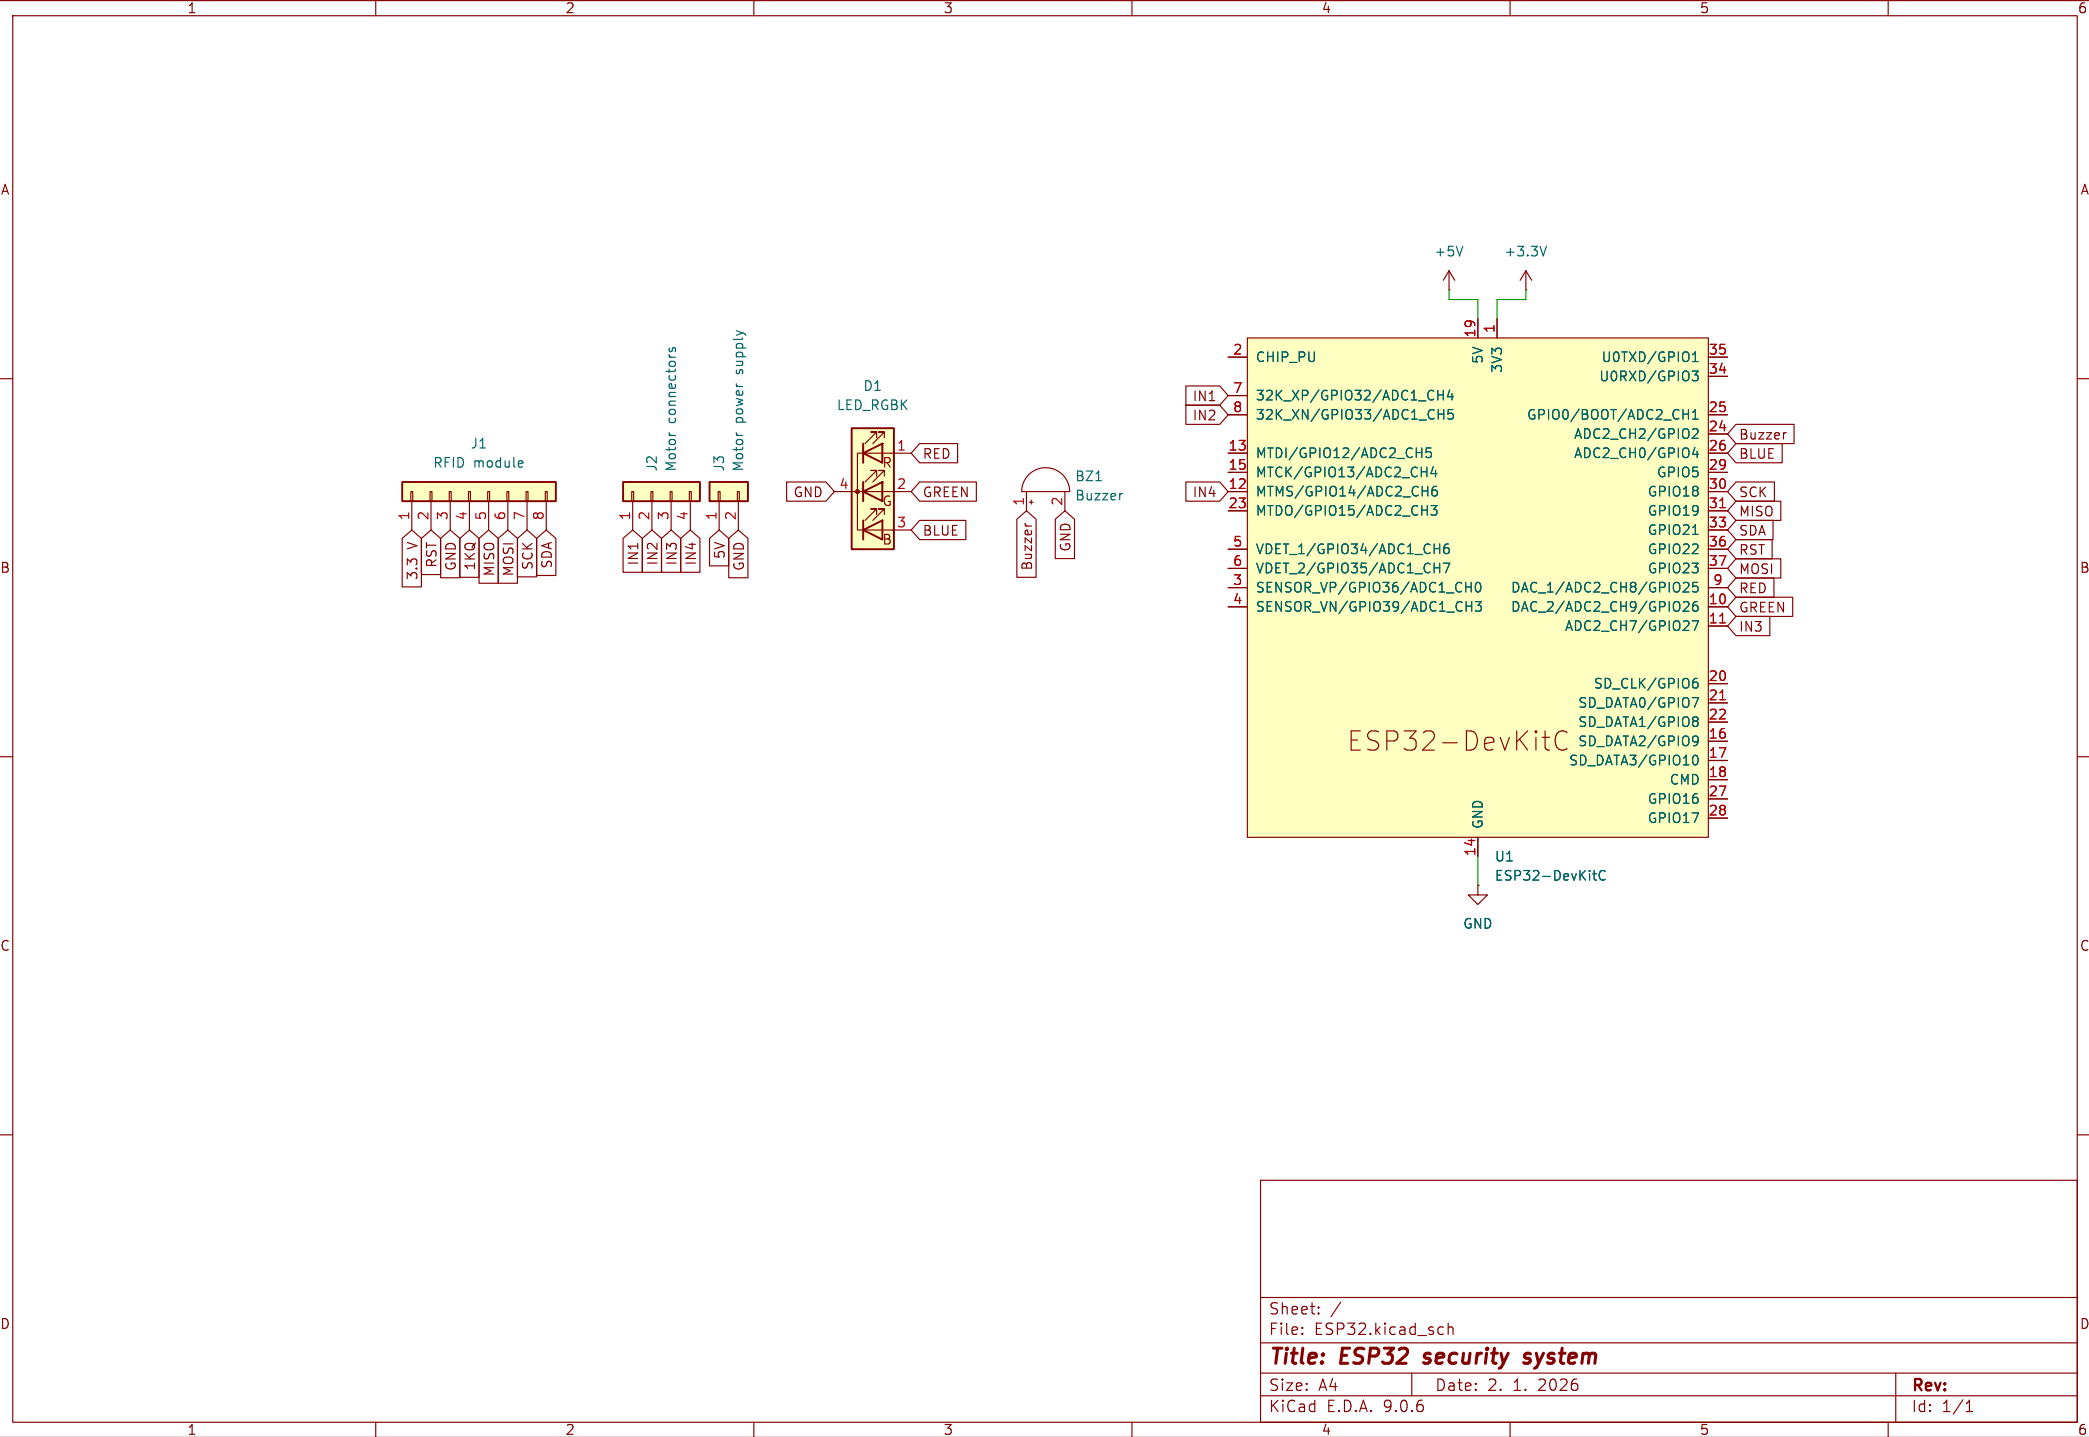 1 2 3 4 5 6
A A
B B
C C
D D
J1
RFID module
1 2 3 4 5 6 7 8
3.3 V
RST
GND
1KQ
MISO
MOSI
SCK
SDA
J2
Motor connectors
1 2 3 4
IN1
IN2
IN3
IN4
J3
Motor power supply
1 2
5V
GND
D1
LED_RGBK
1 RED
R
GND 4
2 GREEN
G
3 BLUE
B
BZ1
Buzzer
1 + 2
Buzzer
GND
+5V
+3.3V
19 1
5V 3V3
2 CHIP_PU
IN1 7 32K_XP/GPIO32/ADC1_CH4
IN2 8 32K_XN/GPIO33/ADC1_CH5
13 MTDI/GPIO12/ADC2_CH5
15 MTCK/GPIO13/ADC2_CH4
IN4 12 MTMS/GPIO14/ADC2_CH6
23 MTDO/GPIO15/ADC2_CH3
5 VDET_1/GPIO34/ADC1_CH6
6 VDET_2/GPIO35/ADC1_CH7
3 SENSOR_VP/GPIO36/ADC1_CH0
4 SENSOR_VN/GPIO39/ADC1_CH3
U0TXD/GPIO1 35
U0RXD/GPIO3 34
GPIO0/BOOT/ADC2_CH1 25
ADC2_CH2/GPIO2 24 Buzzer
ADC2_CH0/GPIO4 26 BLUE
GPIO5 29
GPIO18 30 SCK
GPIO19 31 MISO
GPIO21 33 SDA
GPIO22 36 RST
GPIO23 37 MOSI
DAC_1/ADC2_CH8/GPIO25 9 RED
DAC_2/ADC2_CH9/GPIO26 10 GREEN
ADC2_CH7/GPIO27 11 IN3
SD_CLK/GPIO6 20
SD_DATA0/GPIO7 21
SD_DATA1/GPIO8 22
SD_DATA2/GPIO9 16
SD_DATA3/GPIO10 17
CMD 18
GPIO16 27
GPIO17 28
ESP32-DevKitC
GND
14
U1
ESP32-DevKitC
GND
Sheet: /
File: ESP32.kicad_sch
Title: ESP32 security system
Size: A4 Date: 2. 1. 2026 Rev:
KiCad E.D.A. 9.0.6 Id: 1/1
1 2 3 4 5 6